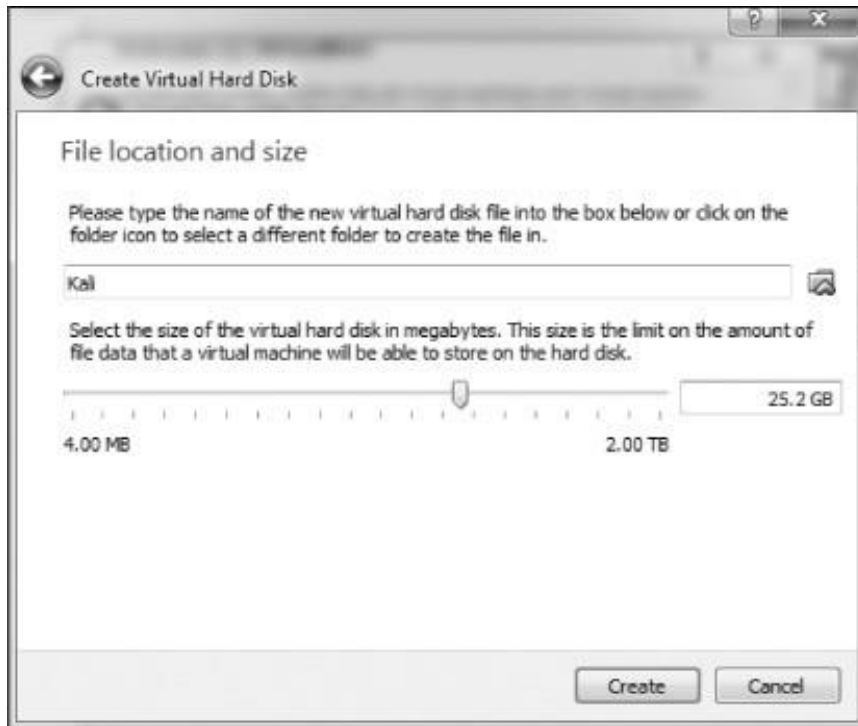 Create Virtual Hard Disk
File location and size
Please type the name of the new virtual hard disk file into the box below or click on the
folder icon to select a different folder to create the file in.
Kali
Select the size of the virtual hard disk in megabytes. This size is the limit on the amount of
file data that a virtual machine will be able to store on the hard disk.
25.2 GB
4.00 MB 2.00 TB
Create Cancel